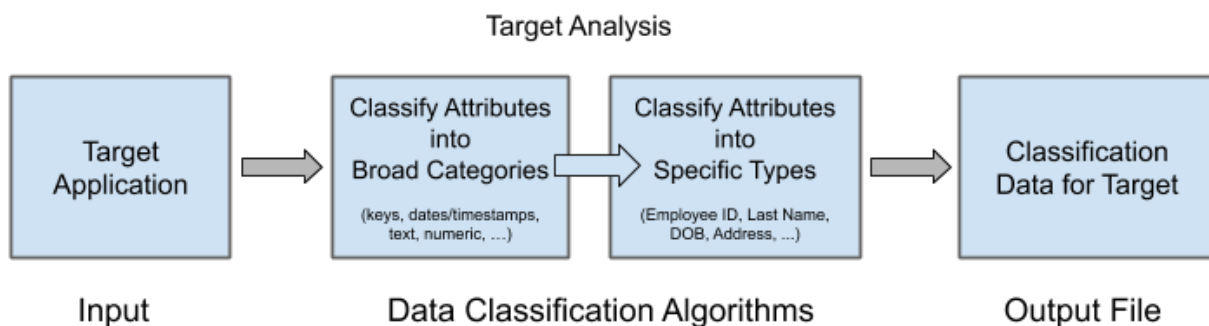 Target Analysis
Target
Application
Classify Attributes
into
Broad Categories
(keys, dates/timestamps,
text, numeric, …)
Classify Attributes
into
Specific Types
(Employee ID, Last Name,
DOB, Address, ...)
Classification
Data for Target
Input
Data Classification Algorithms
Output File